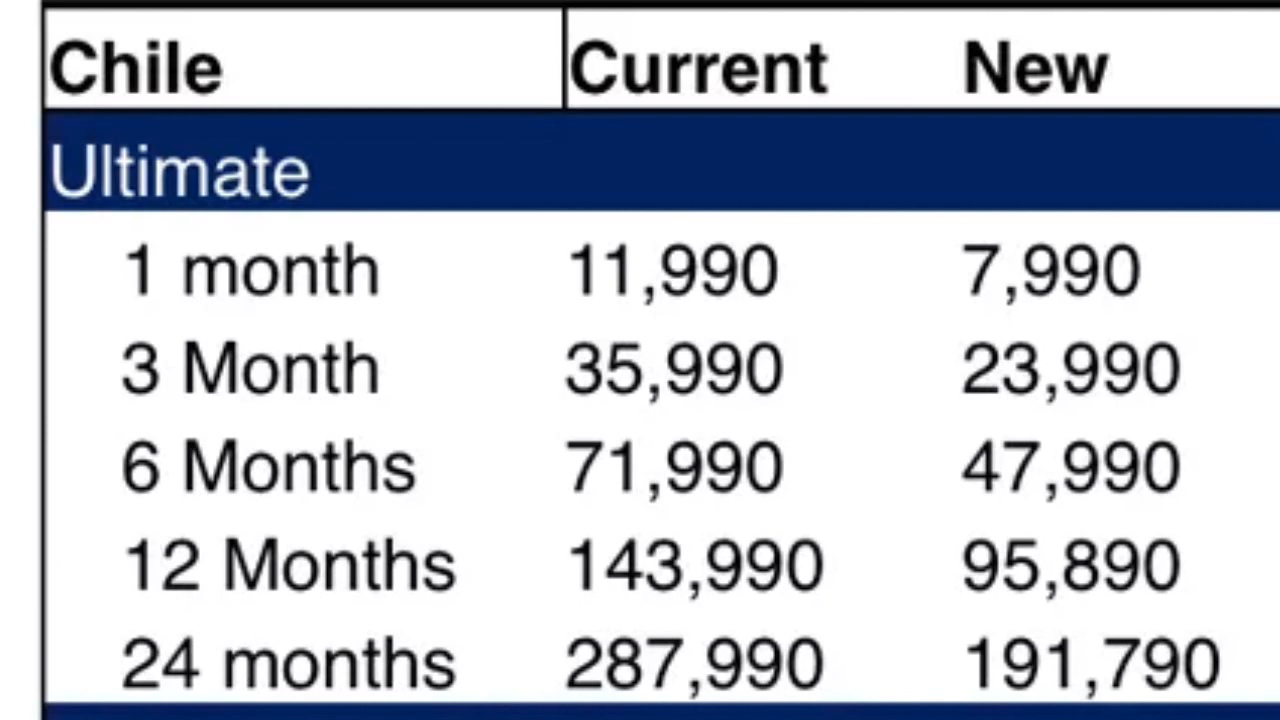 Chile Current New
Ultimate
1 month 11,990 7,990
3 Month 35,990 23,990
6 Months 71,990 47,990
12 Months 143,990 95,890
24 months 287,990 191,790